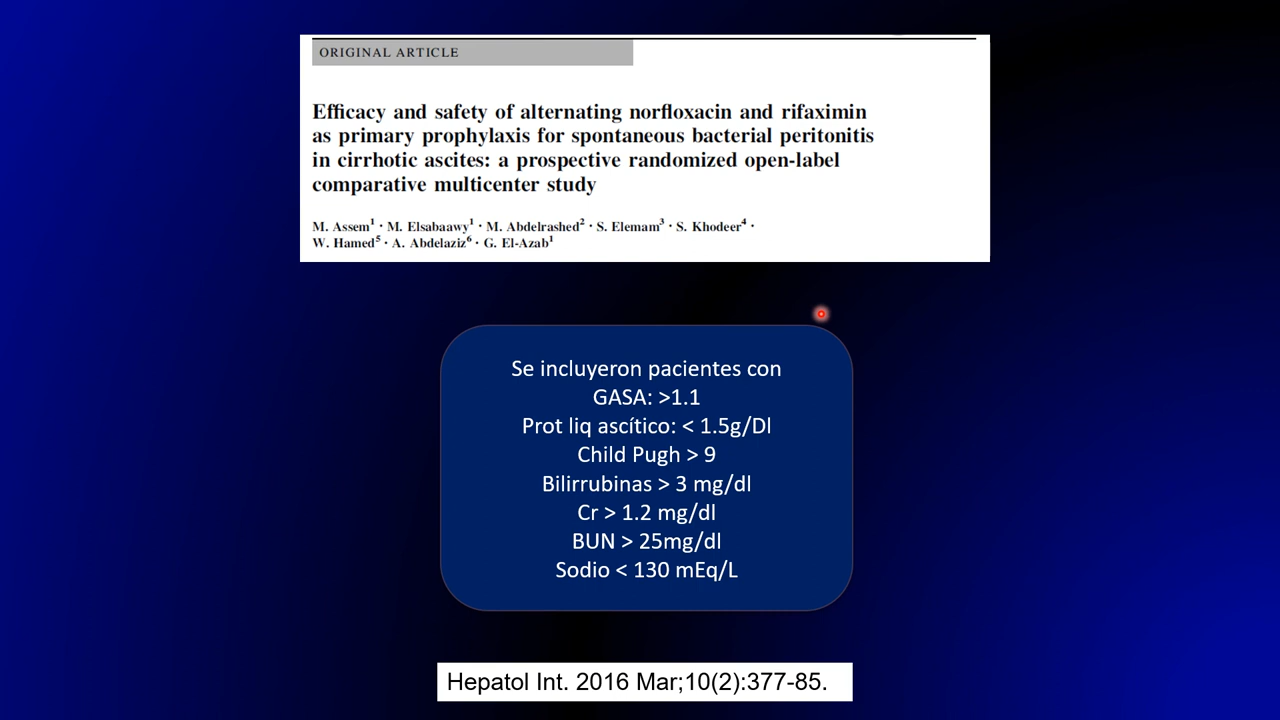 ORIGINAL ARTICLE
Efficacy and safety of alternating norfloxacin and rifaximin
as primary prophylaxis for spontaneous bacterial peritonitis
in cirrhotic ascites: a prospective randomized open-label
comparative multicenter study
M. Assem1 · M. Elsabaawy1 · M. Abdelrashed2 · S. Elemam3 · S. Khodeer4 ·
W. Hamed5 · A. Abdelaziz6 · G. El-Azab1
Se incluyeron pacientes con
GASA: >1.1
Prot liq ascítico: < 1.5g/Dl
Child Pugh > 9
Bilirrubinas > 3 mg/dl
Cr > 1.2 mg/dl
BUN > 25mg/dl
Sodio < 130 mEq/L
Hepatol Int. 2016 Mar;10(2):377-85.